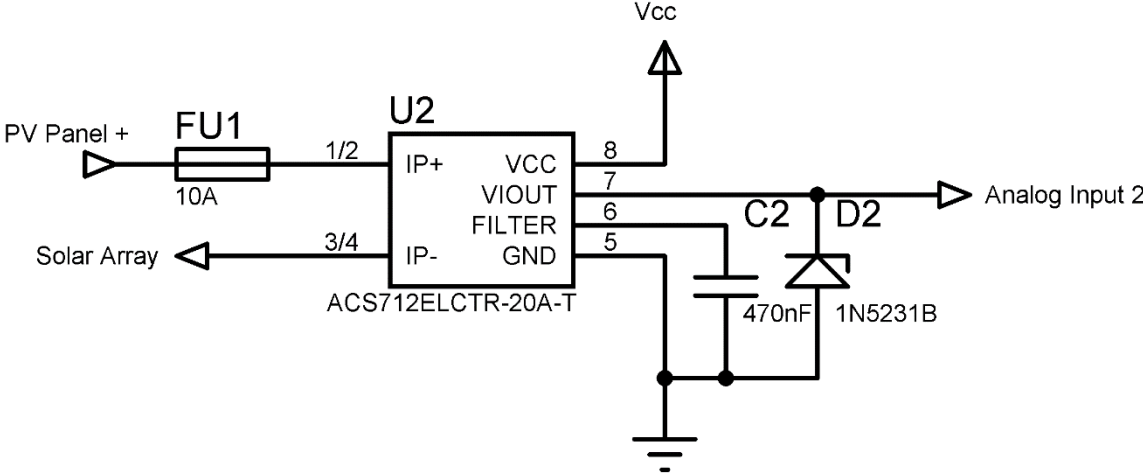 Vcc
U2
PV Panel +
FU1
1/2
IP+
VCC
8
10A
VIOUT
7
C2
D2
Analog Input 2
FILTER
6
Solar Array
3/4
IP-
GND
5
ACS712ELCTR-20A-T
470nF
1N5231B